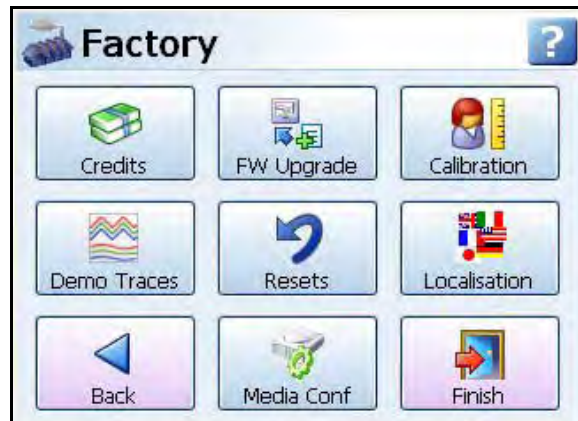 Factory
?
Credits
FW Upgrade
Calibration
Demo Traces
Resets
Localisation
Back
Media Conf
Finish